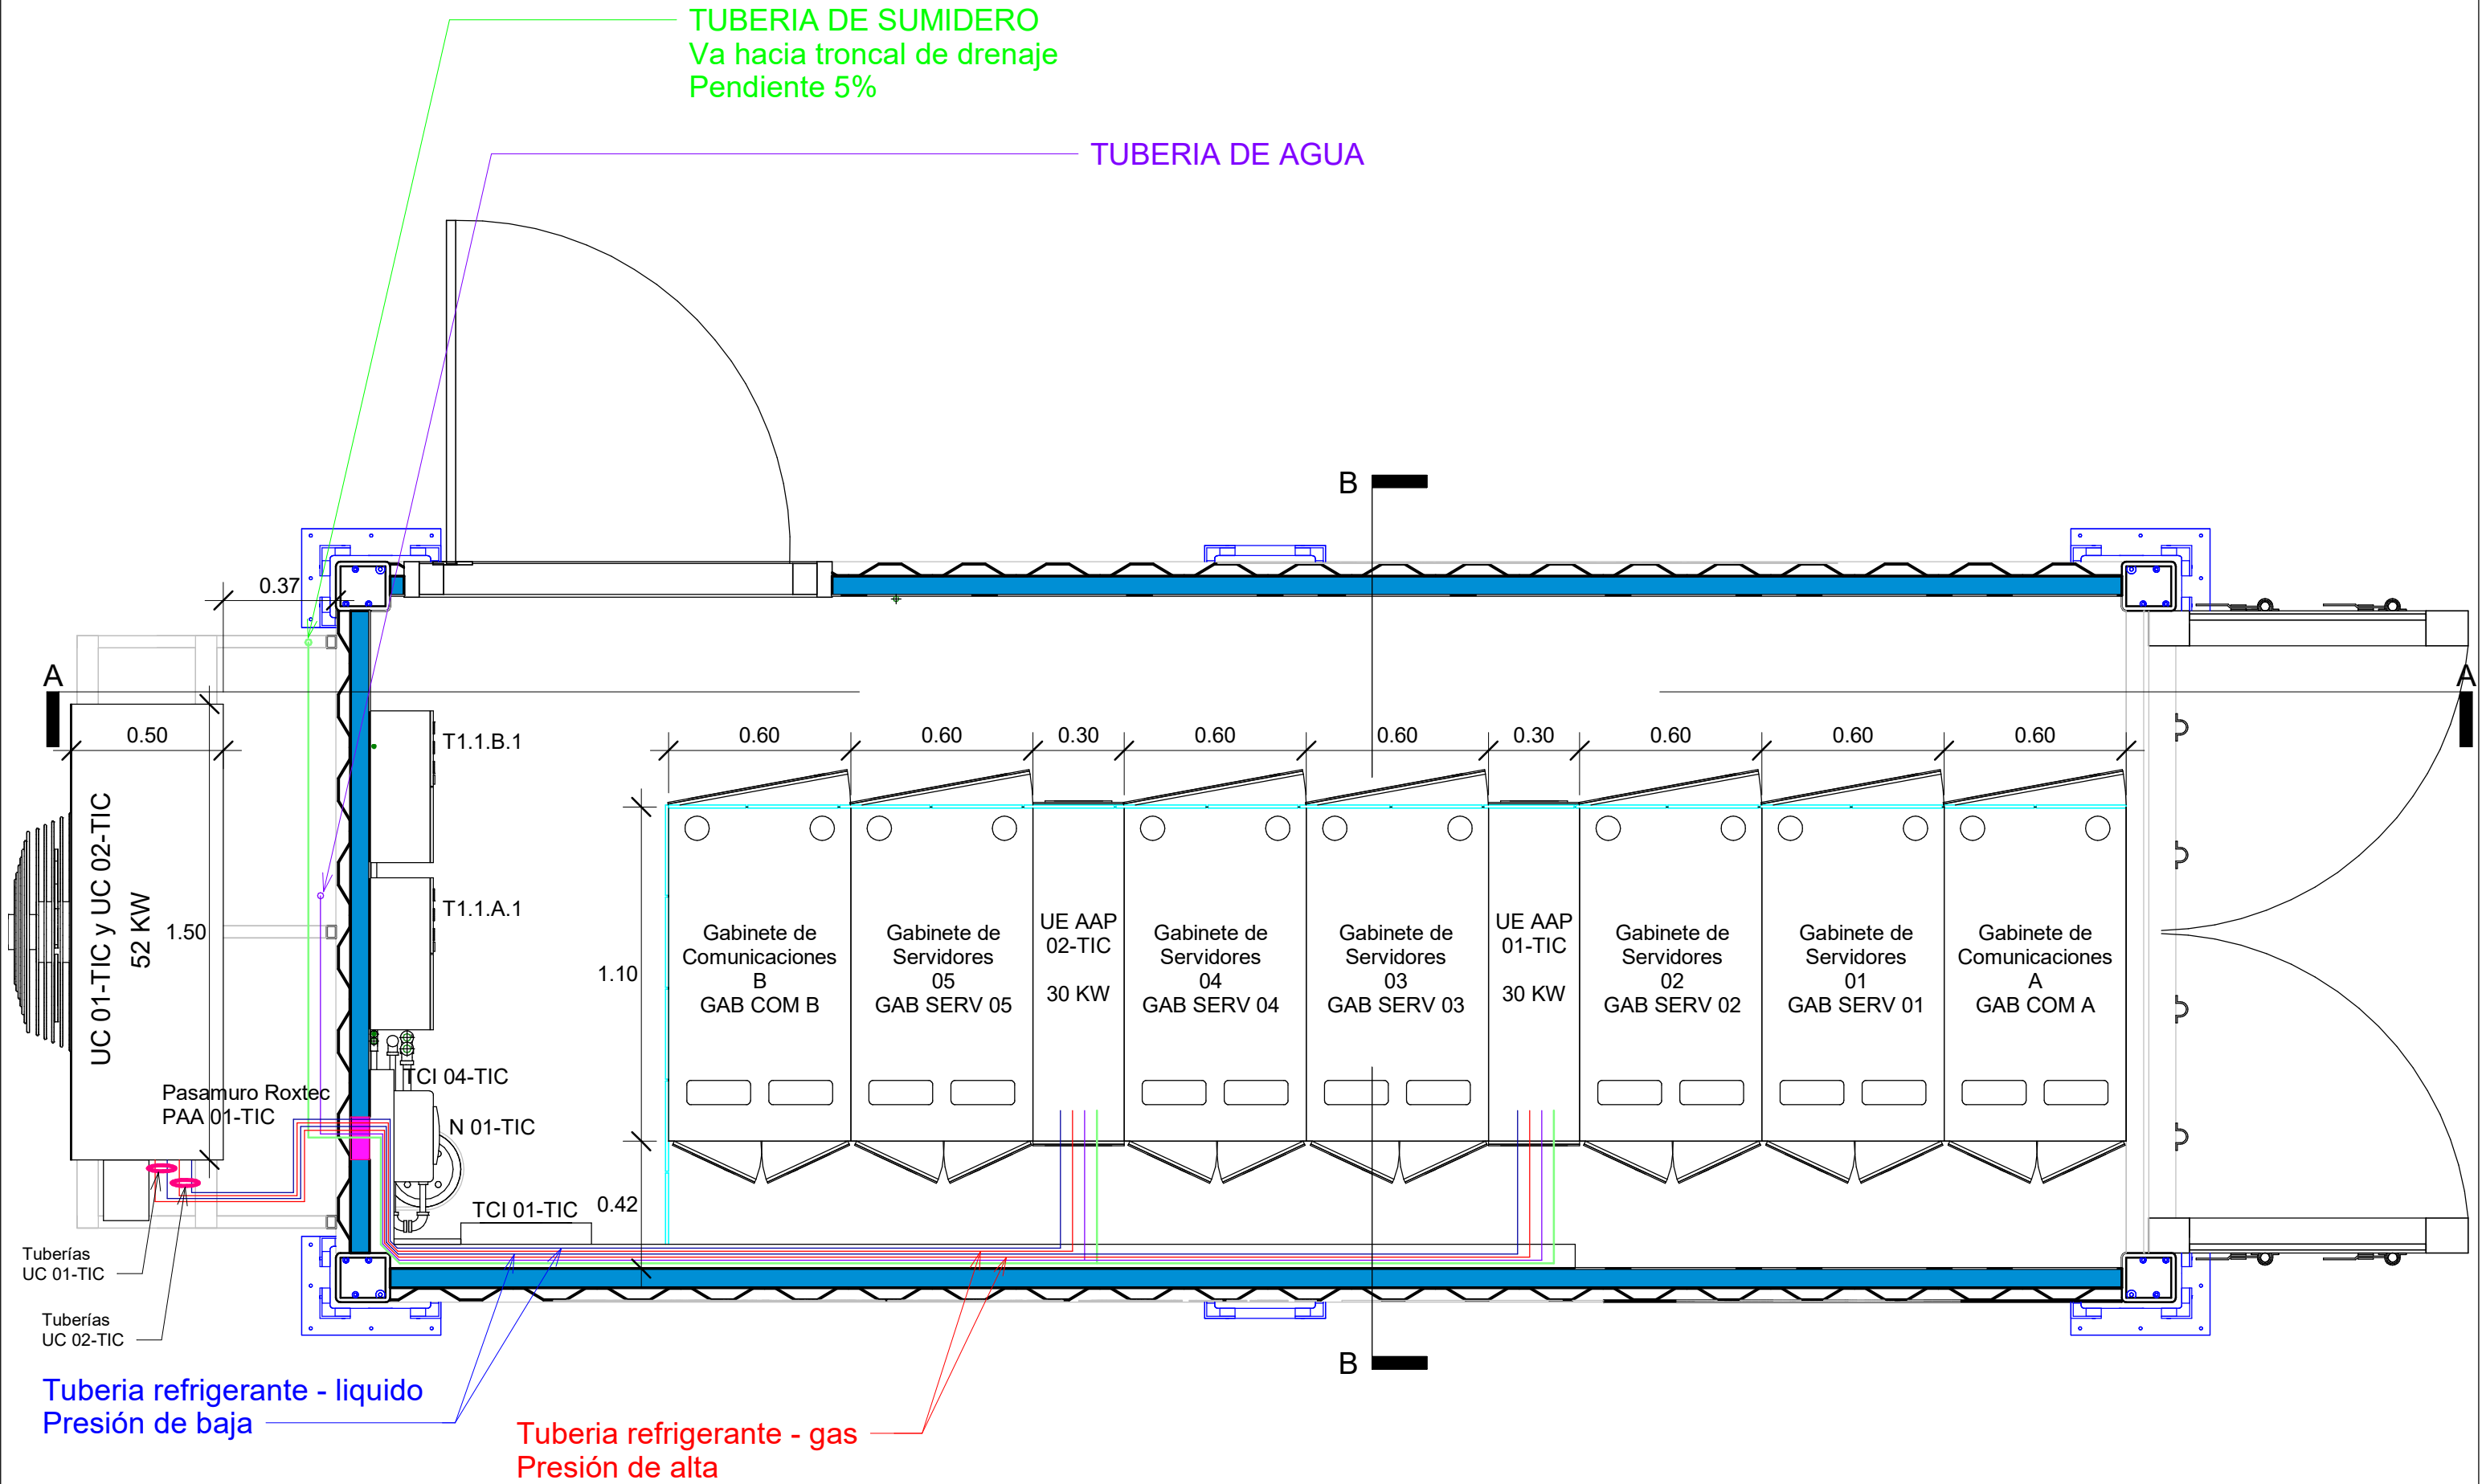 TUBERIA DE SUMIDERO
Va hacia troncal de drenaje
Pendiente 5%
TUBERIA DE AGUA
B
0.37
A
A
0.50
T1.1.B.1
0.60
0.60
0.30
0.60
0.60
0.30
0.60
0.60
0.60
UC 01-TIC y UC 02-TIC
52 KW
1.50
T1.1.A.1
1.10
Gabinete de
Comunicaciones
B
GAB COM B
Gabinete de
Servidores
05
GAB SERV 05
UE AAP
02-TIC
30 KW
Gabinete de
Servidores
04
GAB SERV 04
Gabinete de
Servidores
03
GAB SERV 03
UE AAP
01-TIC
30 KW
Gabinete de
Servidores
02
GAB SERV 02
Gabinete de
Servidores
01
GAB SERV 01
Gabinete de
Comunicaciones
A
GAB COM A
TCI 04-TIC
Pasamuro Roxtec
PAA 01-TIC
N 01-TIC
TCI 01-TIC
0.42
Tuberías
UC 01-TIC
Tuberías
UC 02-TIC
B
Tuberia refrigerante - liquido
Presión de baja
Tuberia refrigerante - gas
Presión de alta